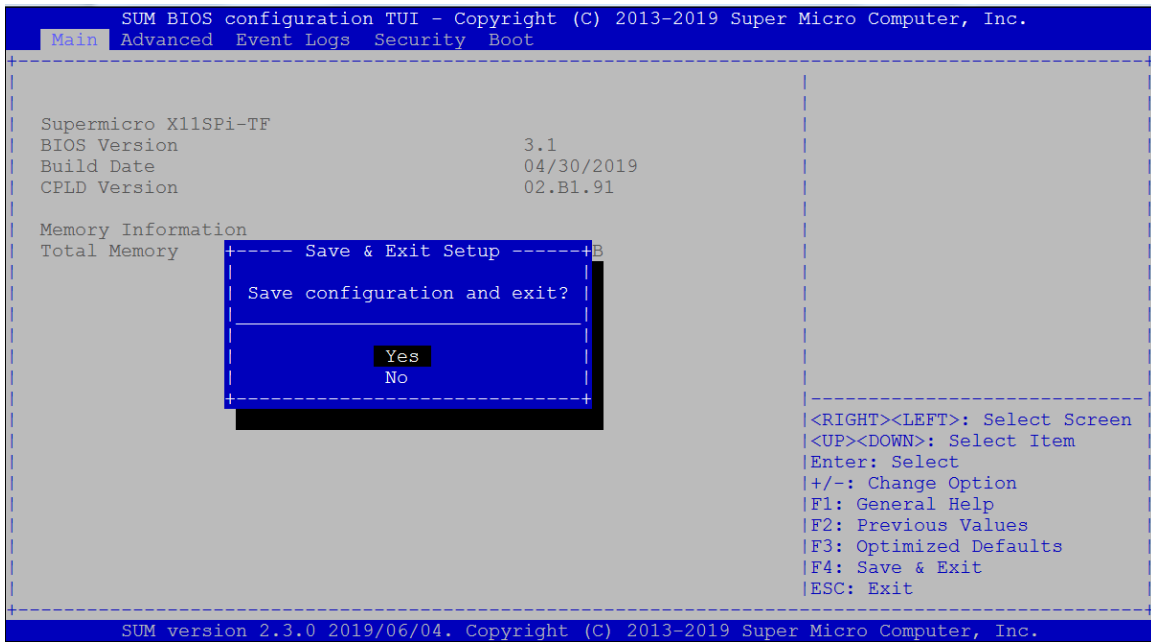 SUM BIOS configuration TUI - Copyright (C) 2013-2019 Super Micro Computer, Inc.
Main Advanced Event Logs Security Boot
Supermicro X11SPi-TF
BIOS Version 3.1
Build Date 04/30/2019
CPLD Version 02.B1.91
Memory Information
Total Memory B
Save & Exit Setup
Save configuration and exit?
Yes
No
<RIGHT><LEFT>: Select Screen
<UP><DOWN>: Select Item
Enter: Select
+/-: Change Option
F1: General Help
F2: Previous Values
F3: Optimized Defaults
F4: Save & Exit
ESC: Exit
SUM version 2.3.0 2019/06/04. Copyright (C) 2013-2019 Super Micro Computer, Inc.